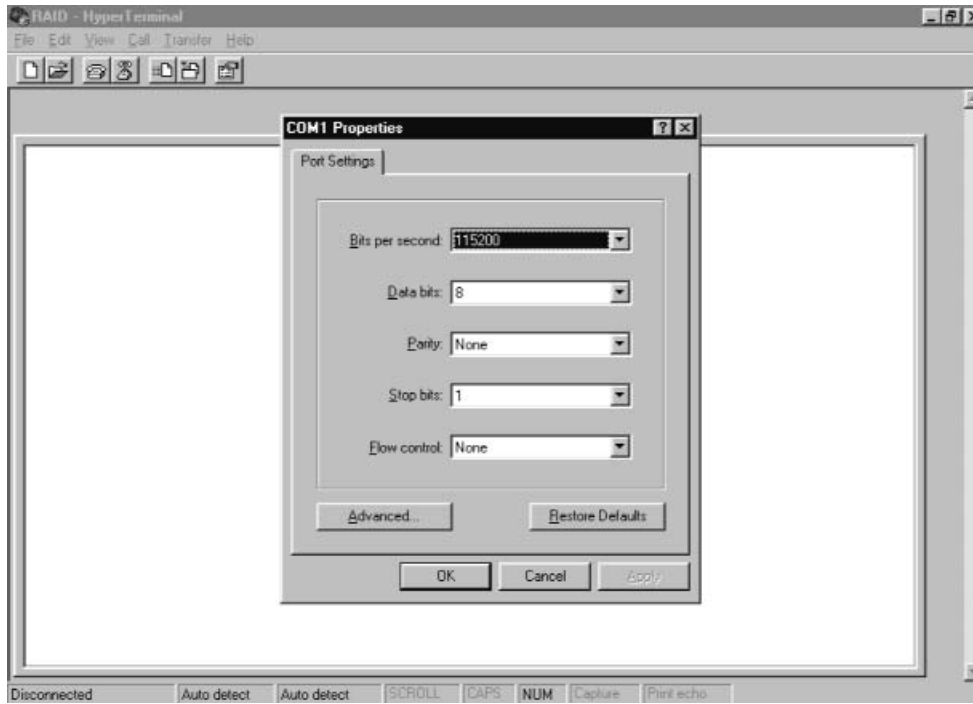 RAID - HyperTerminal
File Edit View Call Transfer Help
COM1 Properties
Port Settings
Bits per second: 115200
Data bits: 8
Parity: None
Stop bits: 1
Flow control: None
Advanced...
Restore Defaults
OK
Cancel
Apply
Disconnected
Auto detect
Auto detect
SCROLL
CAPS
NUM
Capture
Print echo